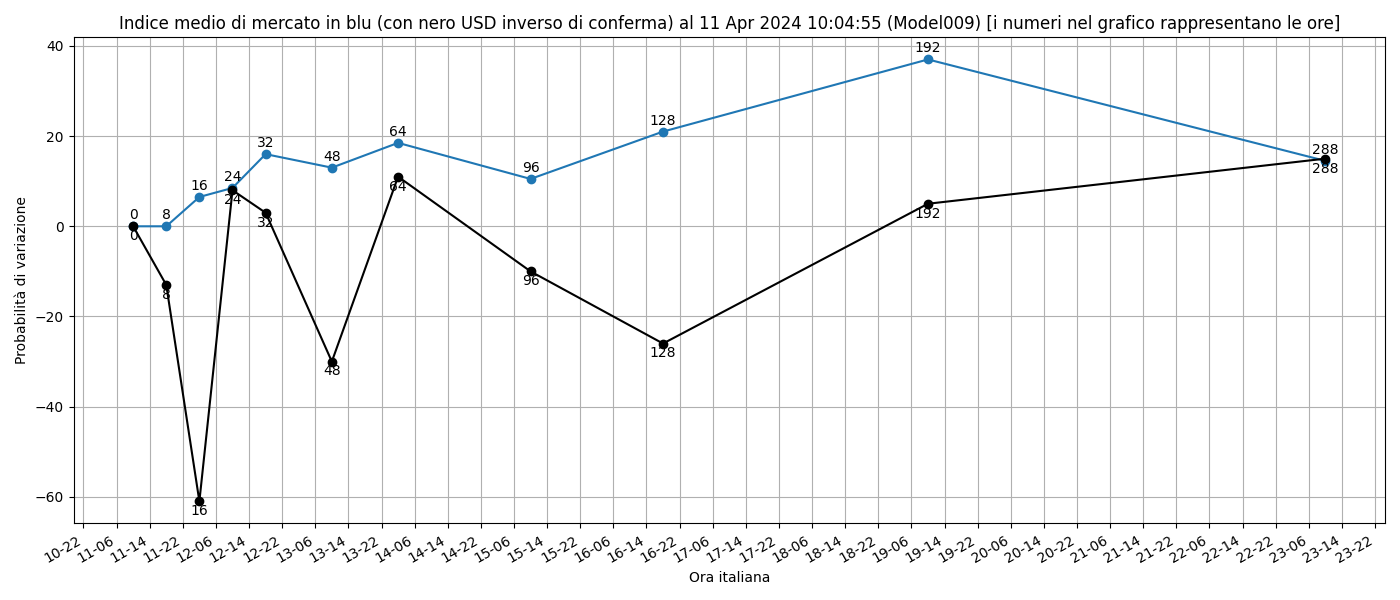 Indice medio di mercato in blu (con nero USD inverso di conferma) al 11 Apr 2024 10:04:55 (Model009) [i numeri nel grafico rappresentano le ore]
Probabilità di variazione
40
20
0
−20
−40
−60
0 8 16 24 32 48 64 96 128 192 288
0 8 16 24 32 48 64 96 128 192 288
10-22 11-06 11-14 11-22 12-06 12-14 12-22 13-06 13-14 13-22 14-06 14-14 14-22 15-06 15-14 15-22 16-06 16-14 16-22 17-06 17-14 17-22 18-06 18-14 18-22 19-06 19-14 19-22 20-06 20-14 20-22 21-06 21-14 21-22 22-06 22-14 22-22 23-06 23-14 23-22
Ora italiana